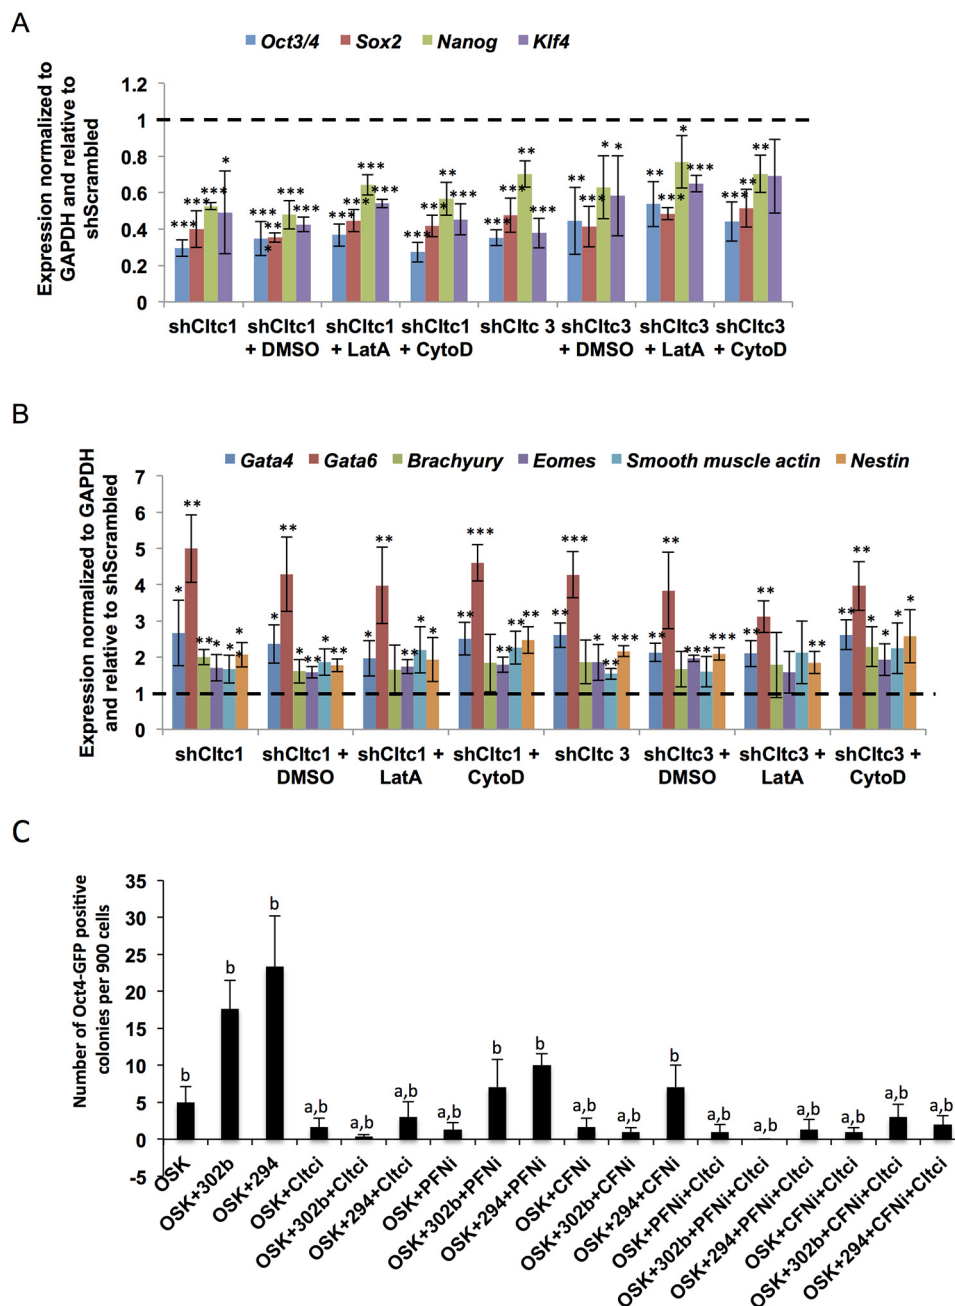 A
Oct3/4 Sox2 Nanog Klf4
Expression normalized to
GAPDH and relative to
shScrambled
1.2
1
0.8
0.6
0.4
0.2
0
*** *** *** * *** * ** *** *** *** *** *** *** *** *** ** ** *** *** ** *** ** *** * * ** *** * *** *** ** ** **
shCltc1 shCltc1 shCltc1 shCltc1 shCltc 3 shCltc3 shCltc3 shCltc3
+ DMSO + LatA + CytoD + DMSO + LatA + CytoD
B
Gata4 Gata6 Brachyury Eomes Smooth muscle actin Nestin
Expression normalized to GAPDH
and relative to shScrambled
7
6
5
4
3
2
1
0
shCltc1 shCltc1 + shCltc1 + shCltc1 + shCltc 3 shCltc3 + shCltc3 + shCltc3 +
DMSO LatA CytoD DMSO LatA CytoD
C
Number of Oct4-GFP positive
colonies per 900 cells
35
30
25
20
15
10
5
0
-5
b b b a,b a,b a,b a,b b b a,b a,b b a,b a,b a,b a,b a,b a,b
OSK
OSK+302b
OSK+294
OSK+Cltci
OSK+302b+Cltci
OSK+294+Cltci
OSK+PFNi
OSK+302b+PFNi
OSK+294+PFNi
OSK+CFNi
OSK+302b+CFNi
OSK+294+CFNi
OSK+PFNi+Cltci
OSK+302b+PFNi+Cltci
OSK+294+PFNi+Cltci
OSK+CFNi+Cltci
OSK+302b+CFNi+Cltci
OSK+294+CFNi+Cltci